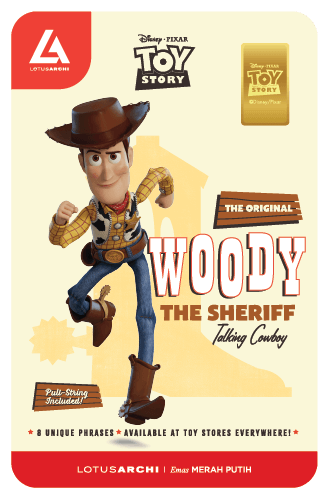 LOTUSARCHI
Disney · PIXAR
TOY
STORY
Disney · PIXAR
TOY
STORY
©Disney/Pixar
THE ORIGINAL
WOODY
THE SHERIFF
Talking Cowboy
Pull-String
Included!
★ 8 UNIQUE PHRASES ★ AVAILABLE AT TOY STORES EVERYWHERE! ★
LOTUSARCHI | Emas MERAH PUTIH